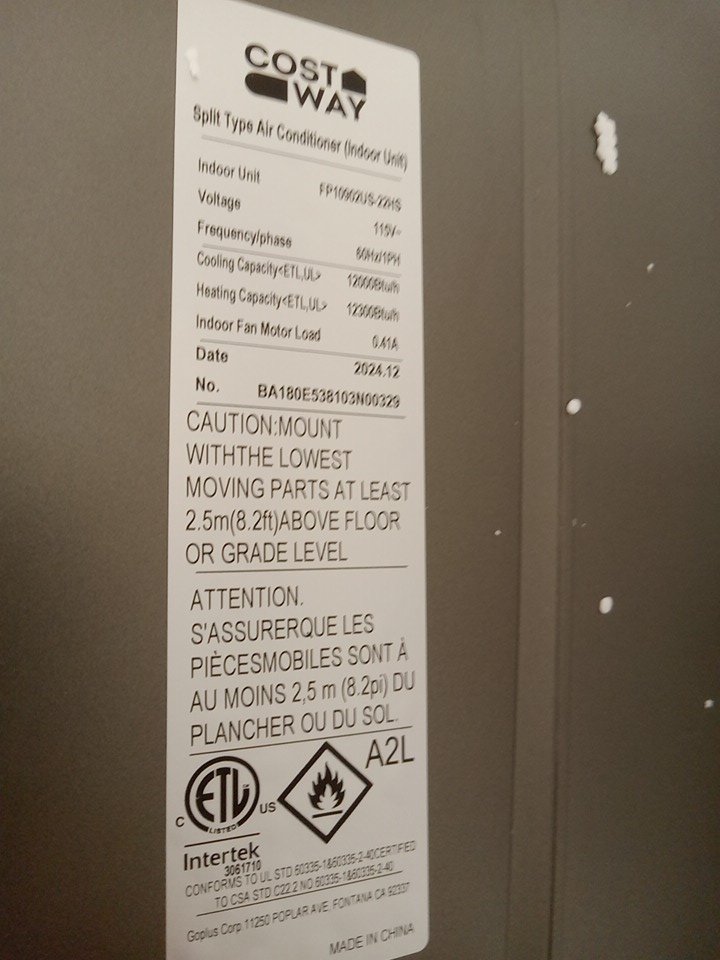 COST
WAY
Split Type Air Conditioner (Indoor Unit)
Indoor Unit FP10902US-22HS
Voltage 115V~
Frequency/phase 60Hz/1PH
Cooling Capacity<ETL,UL> 12000Btu/h
Heating Capacity<ETL,UL> 12300Btu/h
Indoor Fan Motor Load 0.41A
Date 2024.12
No. BA180E538103N00329
CAUTION:MOUNT
WITHTHE LOWEST
MOVING PARTS AT LEAST
2.5m(8.2ft)ABOVE FLOOR
OR GRADE LEVEL
ATTENTION.
S'ASSURERQUE LES
PIÈCESMOBILES SONT À
AU MOINS 2,5 m (8.2pi) DU
PLANCHER OU DU SOL.
A2L
C ETL US
LISTED
Intertek
3061710
CONFORMS TO UL STD 60335-1&60335-2-40CERTIFIED
TO CSA STD C22.2 NO.60335-1&60335-2-40
Goplus Corp.11250 POPLAR AVE, FONTANA CA 92337
MADE IN CHINA